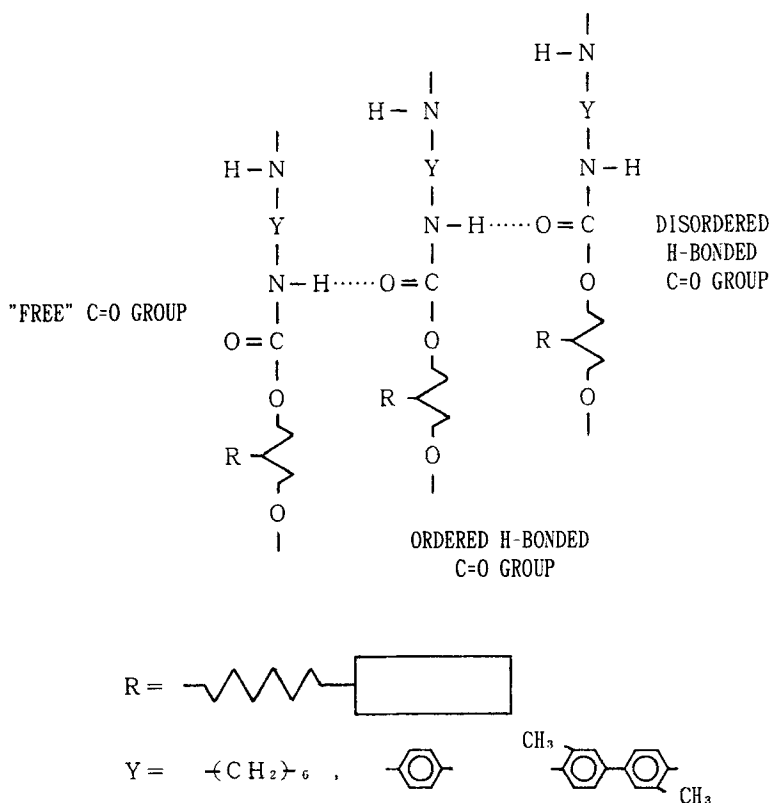 H-N
Y
N-H
H-N
Y
N-H······O=C
O
R
O
H-N
Y
N-H······O=C
O
R
O
"FREE" C=O GROUP
O=C
O
R
O
DISORDERED
H-BONDED
C=O GROUP
ORDERED H-BONDED
C=O GROUP
R =
Y = -(CH₂)-₆ ,
CH₃
CH₃